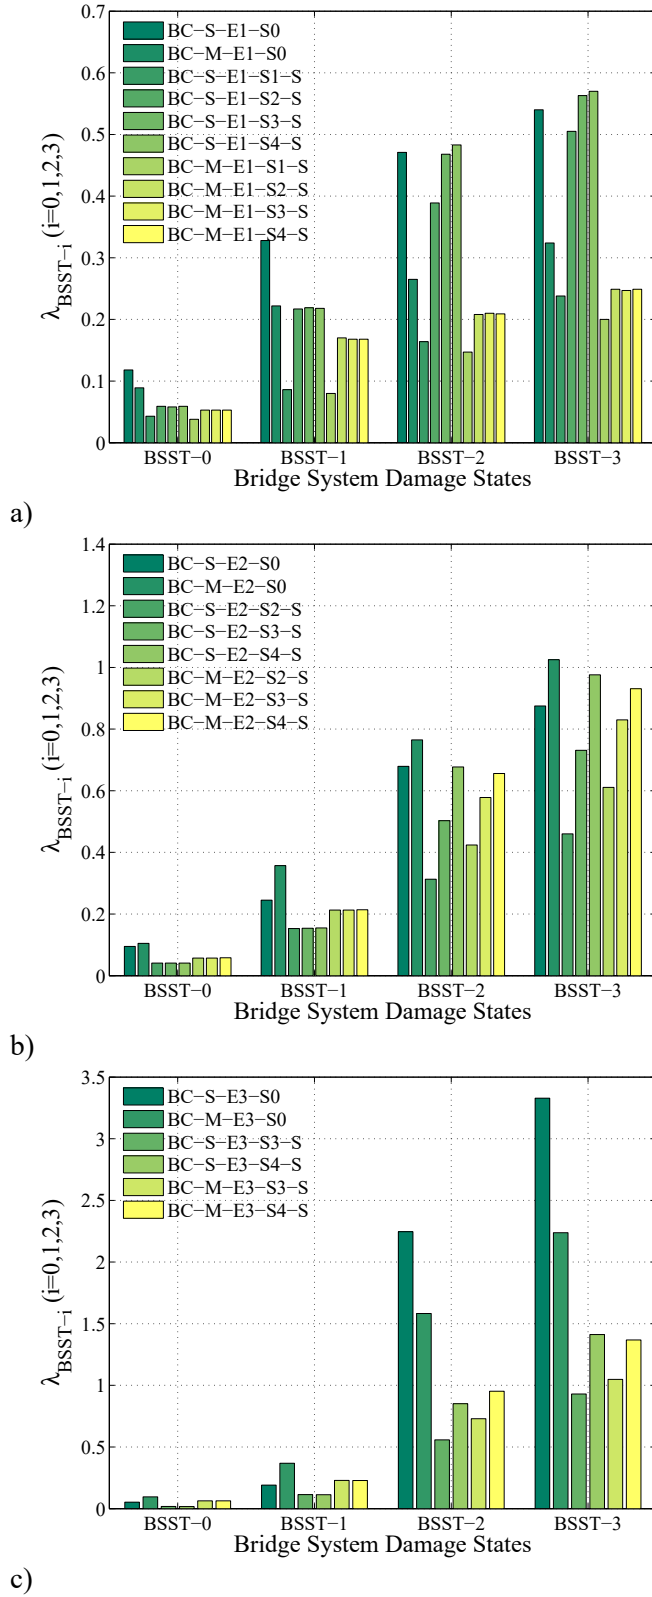 0.7
0.6
0.5
0.4
0.3
0.2
0.1
0
λBSST−i (i=0,1,2,3)
BC−S−E1−S0
BC−M−E1−S0
BC−S−E1−S1−S
BC−S−E1−S2−S
BC−S−E1−S3−S
BC−S−E1−S4−S
BC−M−E1−S1−S
BC−M−E1−S2−S
BC−M−E1−S3−S
BC−M−E1−S4−S
BSST−0 BSST−1 BSST−2 BSST−3
Bridge System Damage States
a)
1.4
1.2
1
0.8
0.6
0.4
0.2
0
λBSST−i (i=0,1,2,3)
BC−S−E2−S0
BC−M−E2−S0
BC−S−E2−S2−S
BC−S−E2−S3−S
BC−S−E2−S4−S
BC−M−E2−S2−S
BC−M−E2−S3−S
BC−M−E2−S4−S
BSST−0 BSST−1 BSST−2 BSST−3
Bridge System Damage States
b)
3.5
3
2.5
2
1.5
1
0.5
0
λBSST−i (i=0,1,2,3)
BC−S−E3−S0
BC−M−E3−S0
BC−S−E3−S3−S
BC−S−E3−S4−S
BC−M−E3−S3−S
BC−M−E3−S4−S
BSST−0 BSST−1 BSST−2 BSST−3
Bridge System Damage States
c)